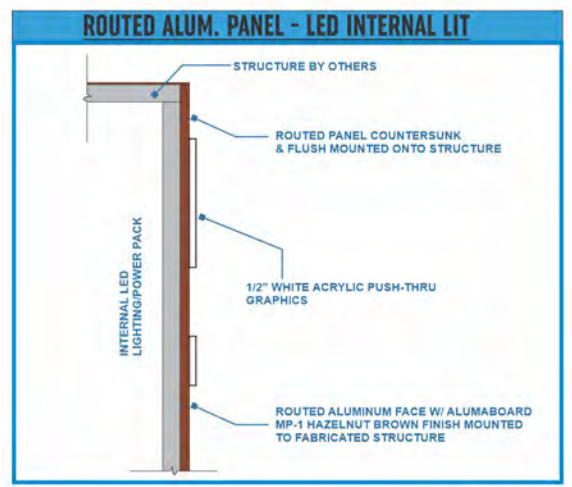 ROUTED ALUM. PANEL - LED INTERNAL LIT
STRUCTURE BY OTHERS
ROUTED PANEL COUNTERSUNK
& FLUSH MOUNTED ONTO STRUCTURE
INTERNAL LED
LIGHTING/POWER PACK
1/2" WHITE ACRYLIC PUSH-THRU
GRAPHICS
ROUTED ALUMINUM FACE W/ ALUMABOARD
MP-1 HAZELNUT BROWN FINISH MOUNTED
TO FABRICATED STRUCTURE